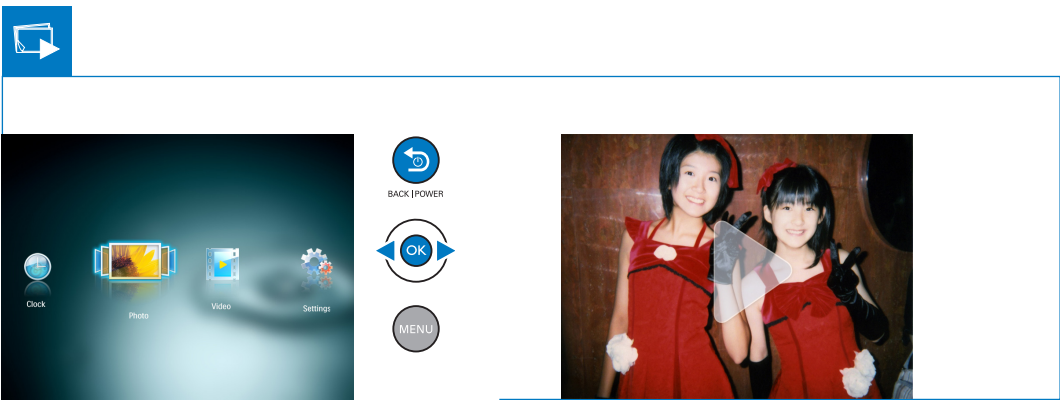 BACK | POWER
OK
Clock
Photo
Video
Settings
MENU